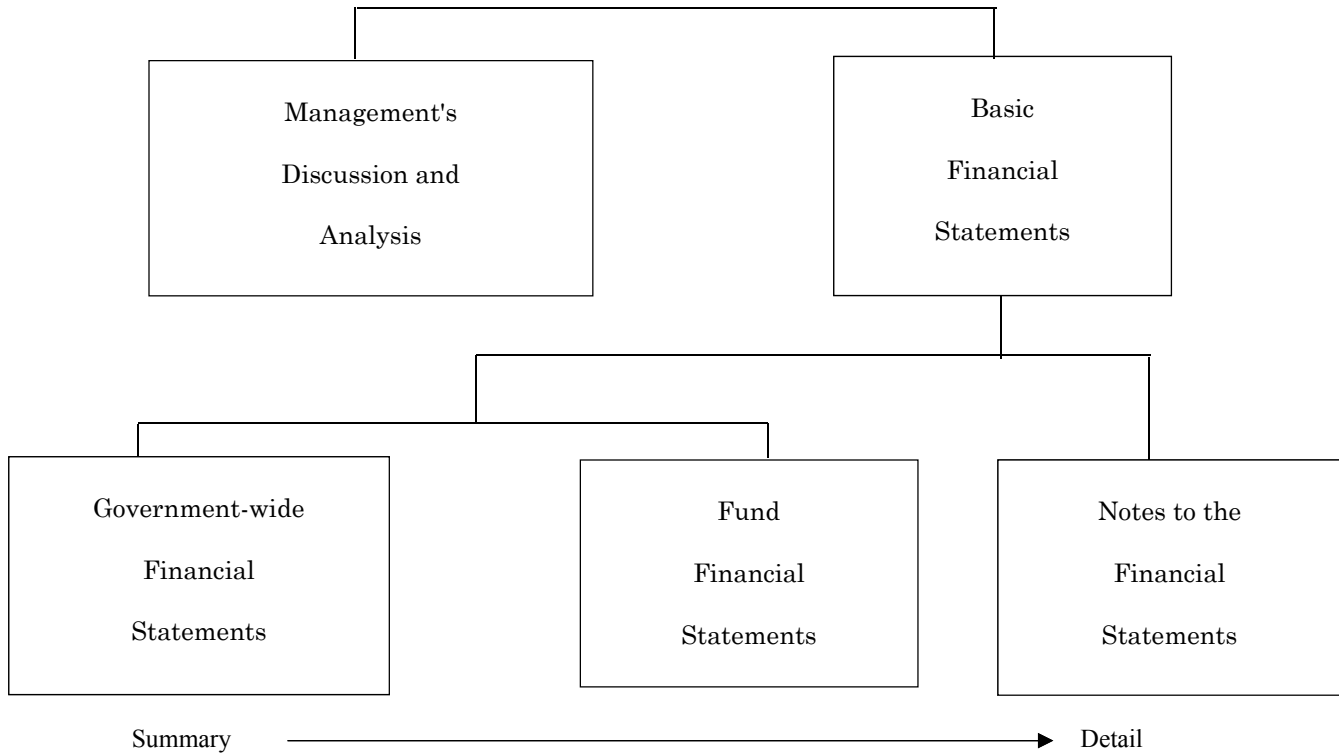 Management's
Discussion and
Analysis
Basic
Financial
Statements
Government-wide
Financial
Statements
Fund
Financial
Statements
Notes to the
Financial
Statements
Summary
Detail